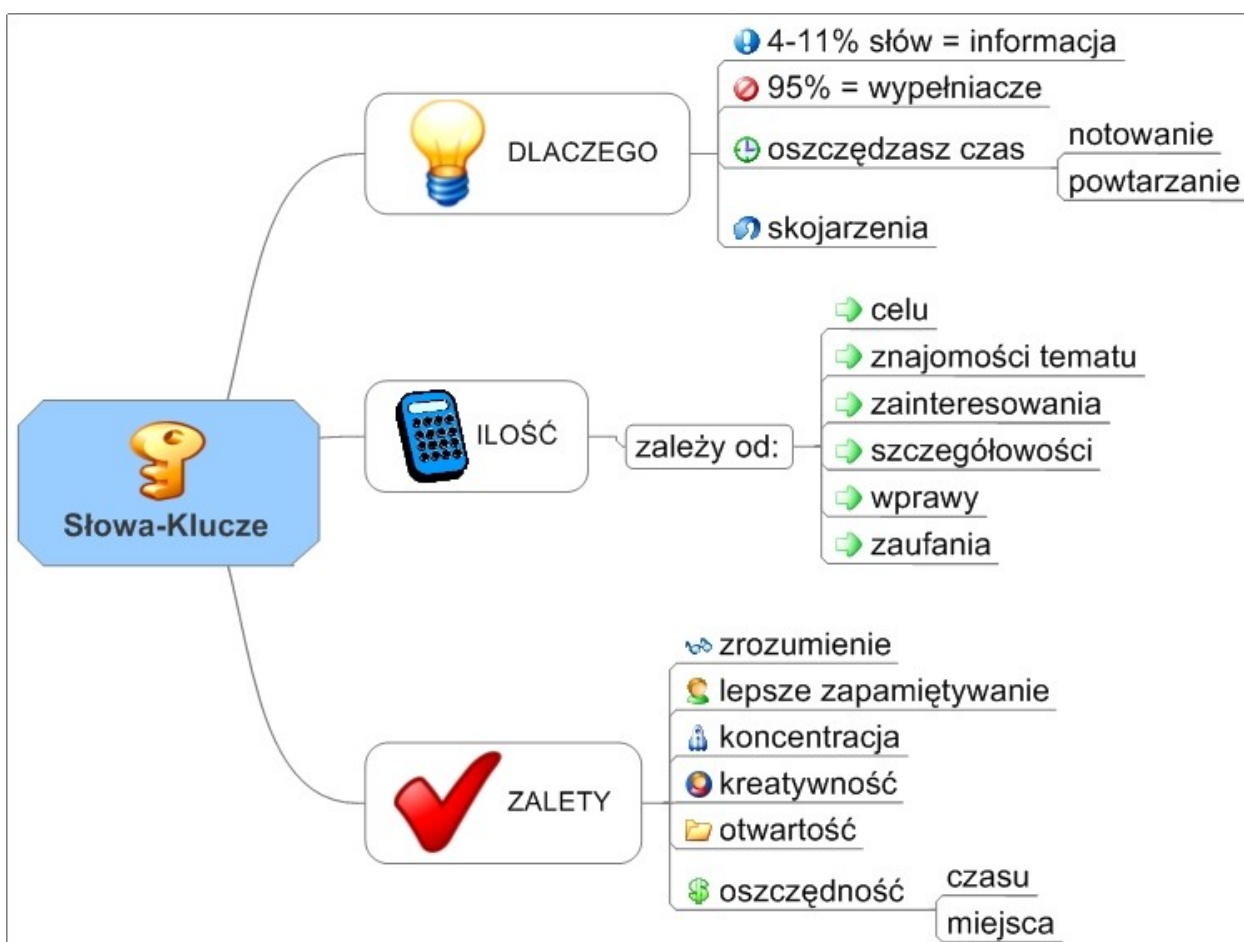 Słowa-Klucze
DLACZEGO
4-11% słów = informacja
95% = wypełniacze
oszczędzasz czas
notowanie
powtarzanie
skojarzenia
ILOŚĆ
zależy od:
celu
znajomości tematu
zainteresowania
szczegółowości
wprawy
zaufania
ZALETY
zrozumienie
lepsze zapamiętywanie
koncentracja
kreatywność
otwartość
oszczędność
czasu
miejsca